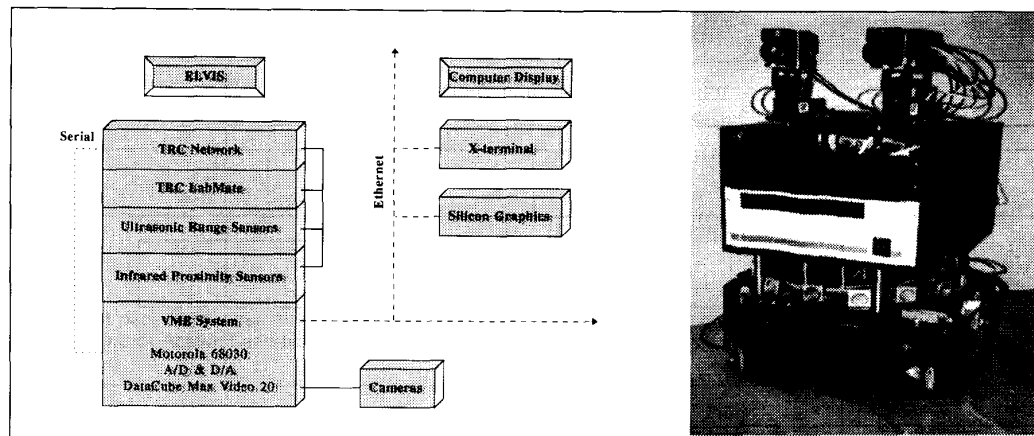 ELVIS
Computer Display
Serial
TRC Network
X-terminal
TRC LabMate
Ethernet
Silicon Graphics
Ultrasonic Range Sensors
Infrared Proximity Sensors
VME System
Motorola 68030
A/D & D/A
DataCube Max Video 20
Cameras